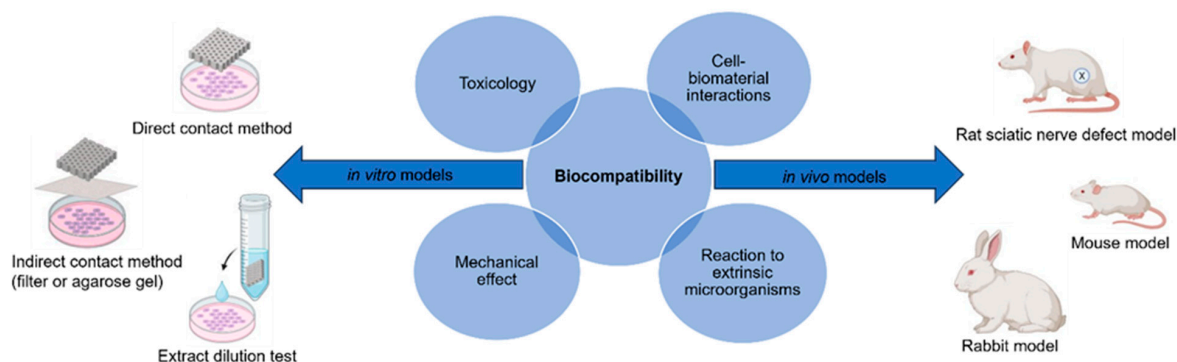 Direct contact method
Indirect contact method
(filter or agarose gel)
Extract dilution test
in vitro models
Toxicology
Cell-
biomaterial
interactions
Biocompatibility
Mechanical
effect
Reaction to
extrinsic
microorganisms
in vivo models
X
Rat sciatic nerve defect model
Mouse model
Rabbit model